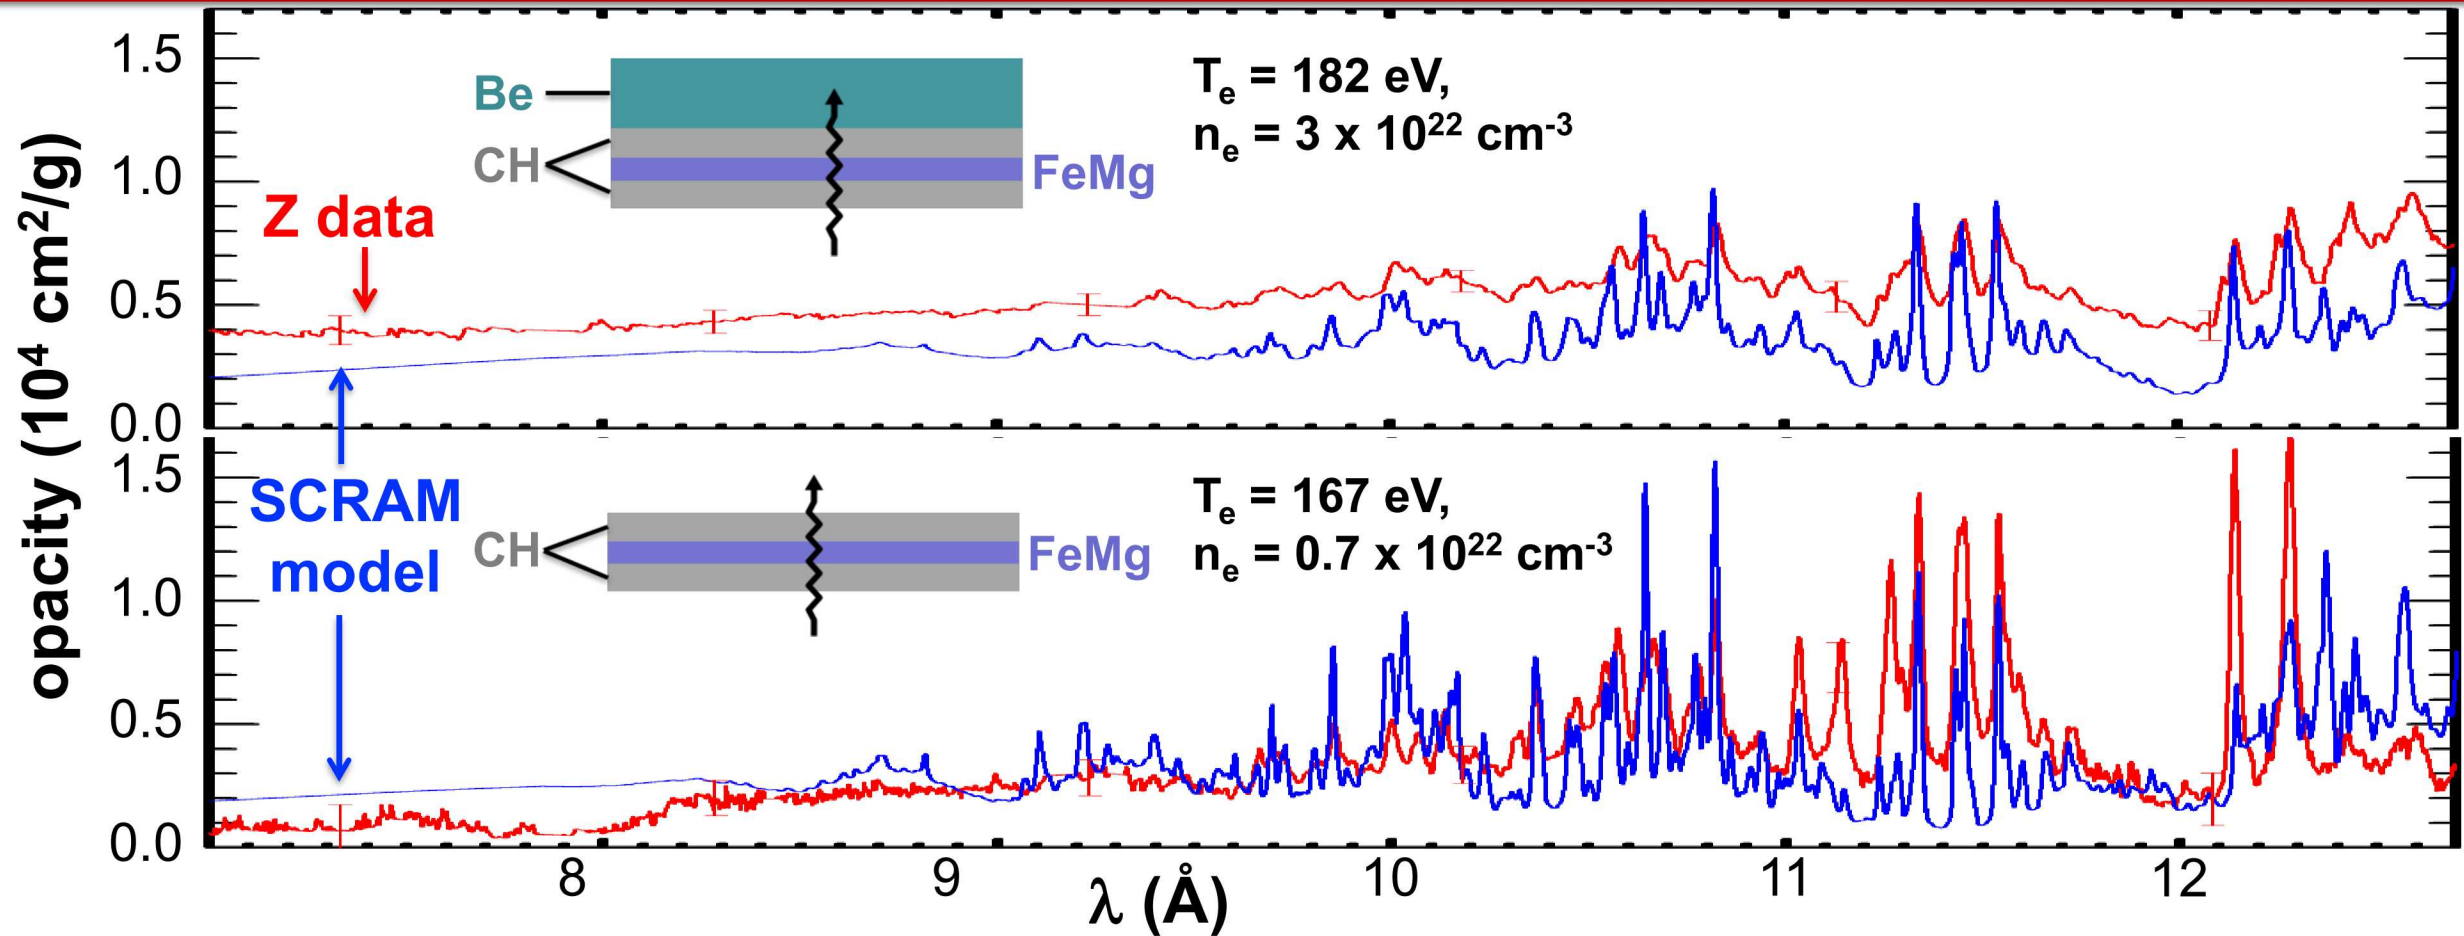 opacity (10⁴ cm²/g)
1.5
1.0
0.5
0.0
Be
CH
FeMg
Tₑ = 182 eV,
nₑ = 3 x 10²² cm⁻³
Z data
SCRAM
model
1.5
1.0
0.5
0.0
CH
FeMg
Tₑ = 167 eV,
nₑ = 0.7 x 10²² cm⁻³
8 9 10 11 12
λ (Å)